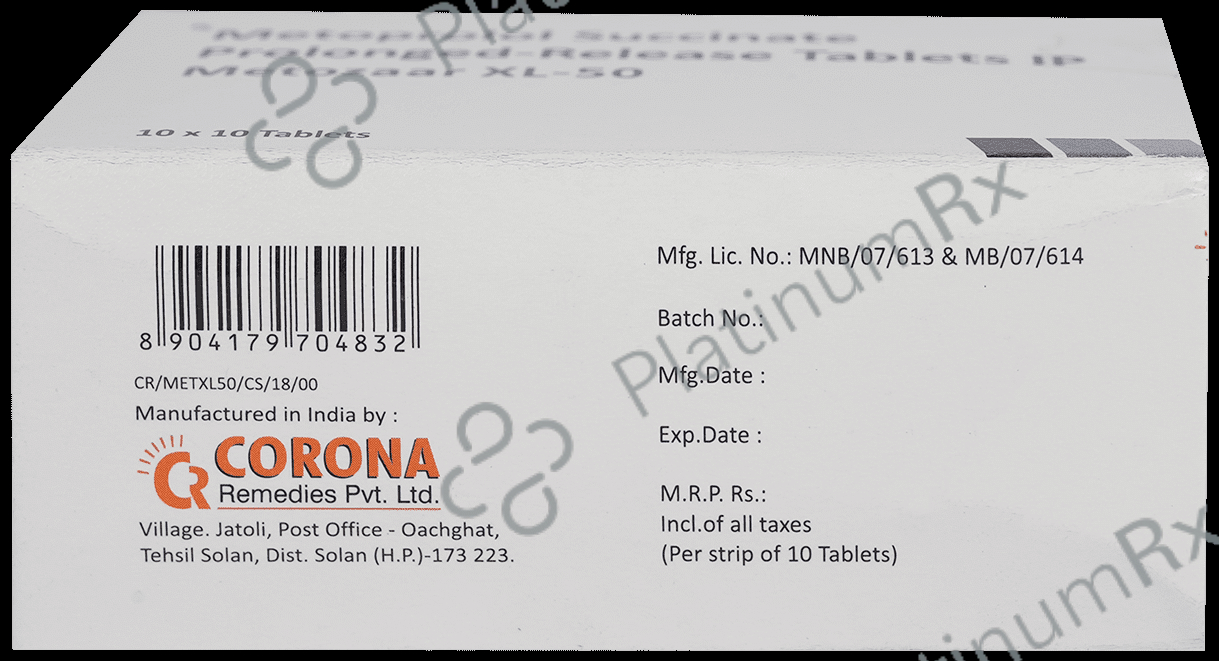 Metoprolol Succinate
Prolonged-Release Tablets IP
Metozaar XL-50
10 x 10 Tablets
8 904179 704832
CR/METXL50/CS/18/00
Manufactured in India by :
CR CORONA
Remedies Pvt. Ltd.
Village. Jatoli, Post Office - Oachghat,
Tehsil Solan, Dist. Solan (H.P.)-173 223.
Mfg. Lic. No.: MNB/07/613 & MB/07/614
Batch No.:
Mfg.Date :
Exp.Date :
M.R.P. Rs.:
Incl.of all taxes
(Per strip of 10 Tablets)
PlatinumRx